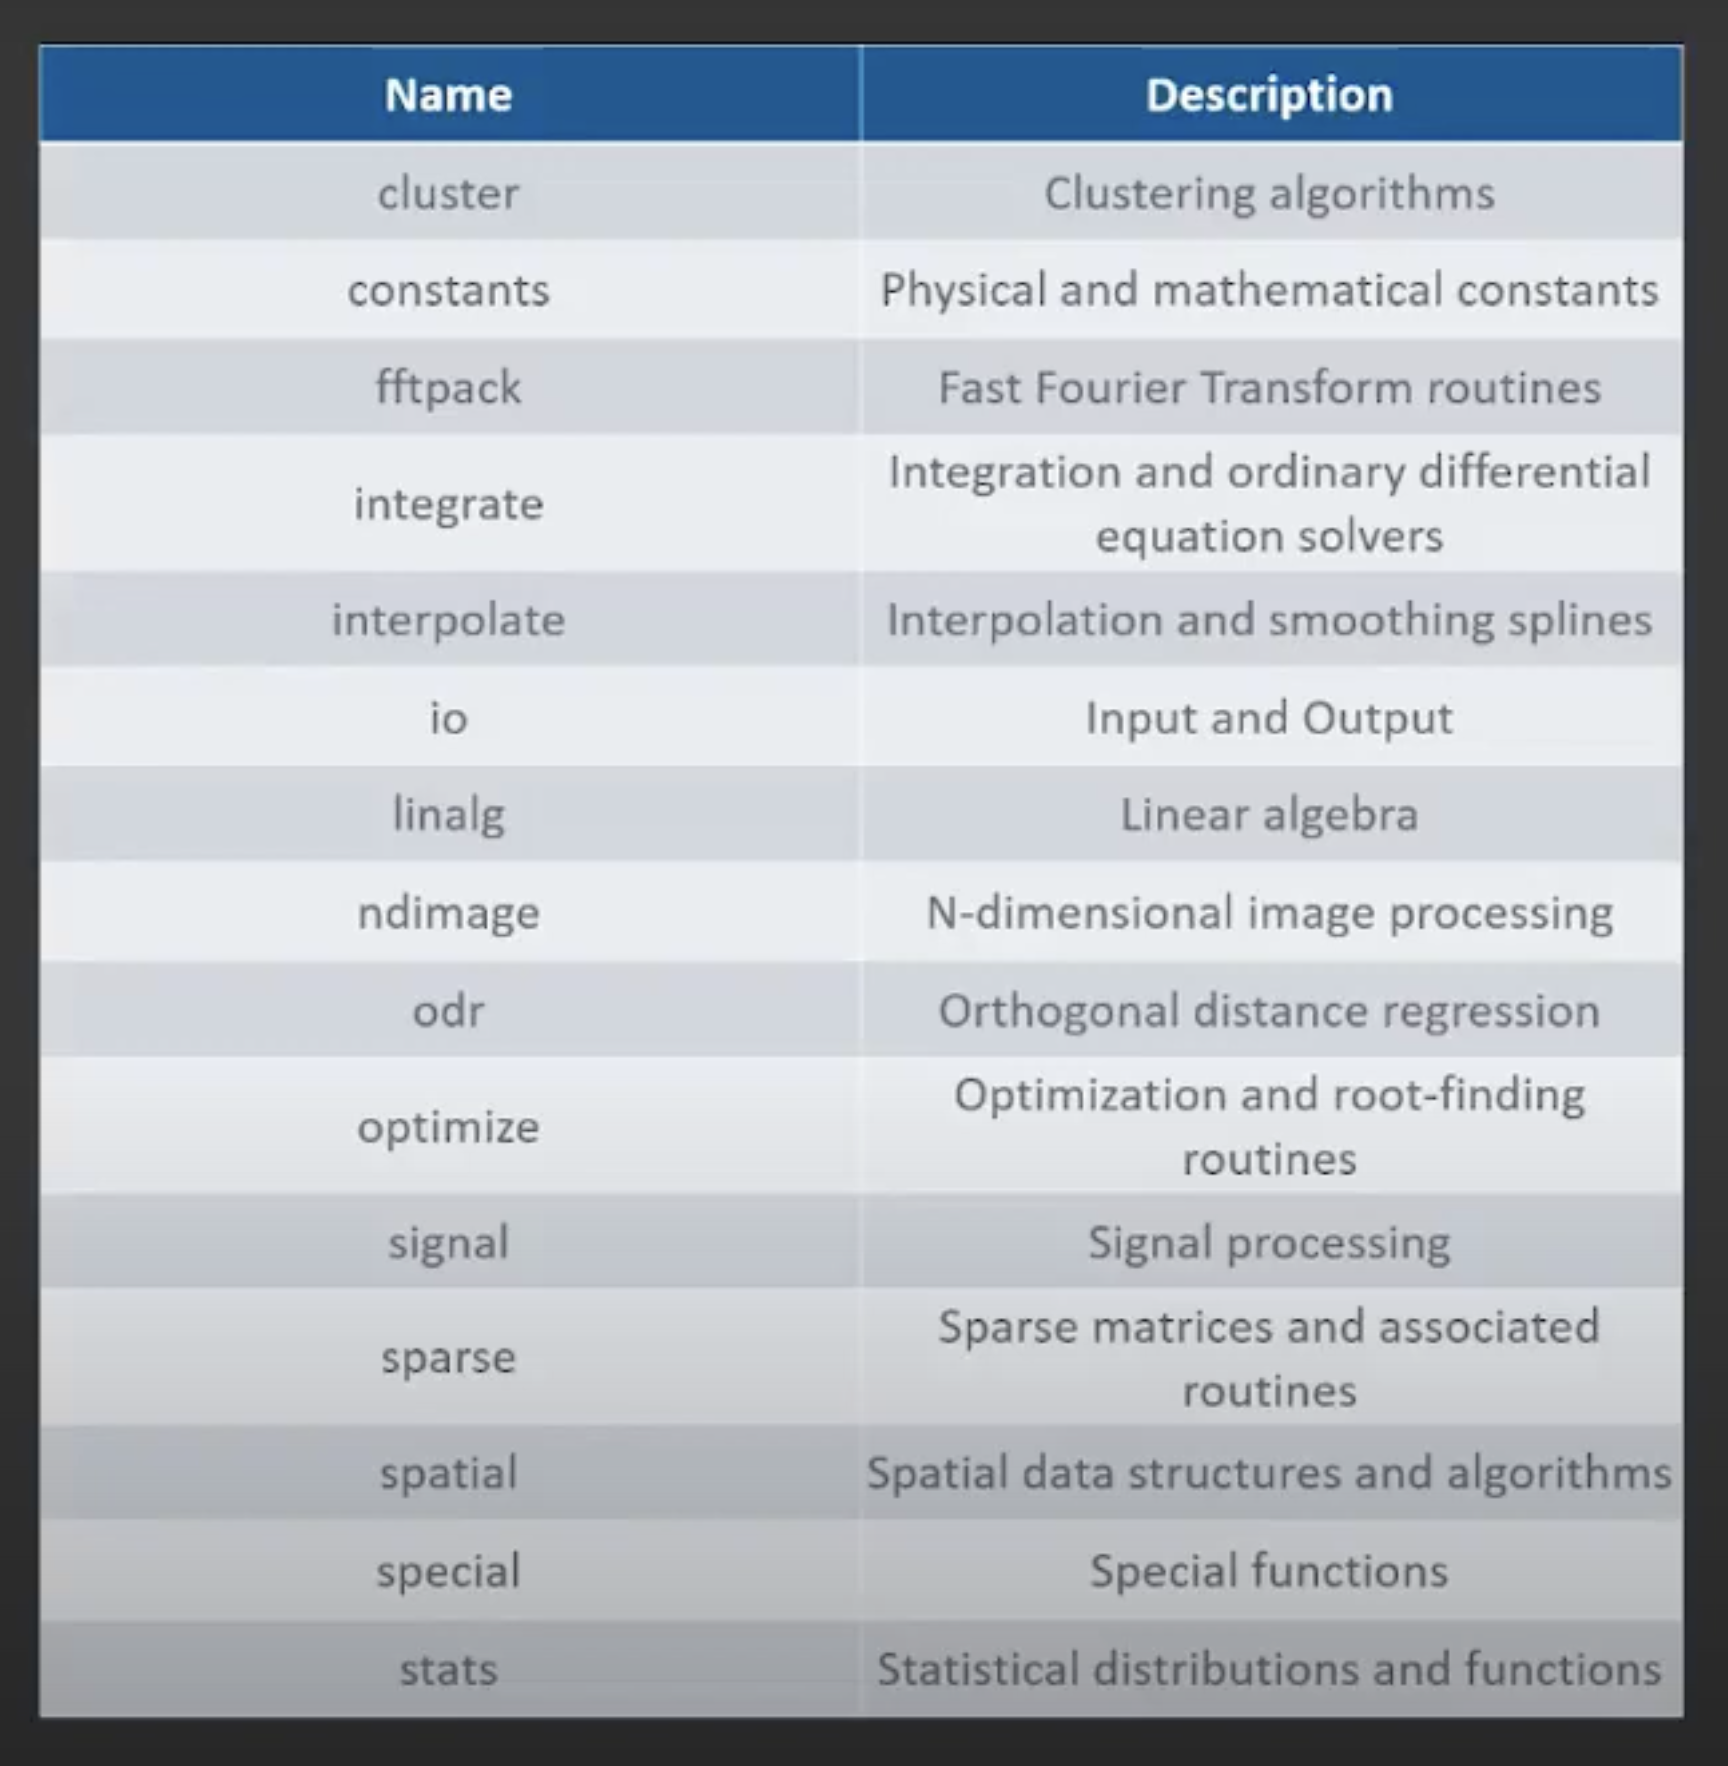 Name Description
cluster Clustering algorithms
constants Physical and mathematical constants
fftpack Fast Fourier Transform routines
integrate Integration and ordinary differential
equation solvers
interpolate Interpolation and smoothing splines
io Input and Output
linalg Linear algebra
ndimage N-dimensional image processing
odr Orthogonal distance regression
optimize Optimization and root-finding
routines
signal Signal processing
sparse Sparse matrices and associated
routines
spatial Spatial data structures and algorithms
special Special functions
stats Statistical distributions and functions